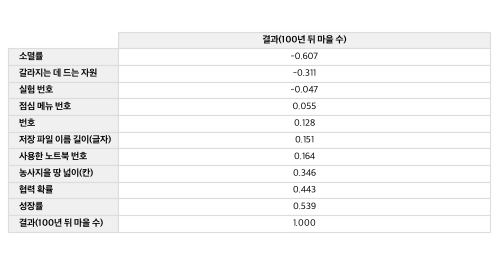 결과(100년 뒤 마을 수)
소멸률 -0.607
갈라지는 데 드는 자원 -0.311
실험 번호 -0.047
점심 메뉴 번호 0.055
번호 0.128
저장 파일 이름 길이(글자) 0.151
사용한 노트북 번호 0.164
농사지을 땅 넓이(칸) 0.346
협력 확률 0.443
성장률 0.539
결과(100년 뒤 마을 수) 1.000